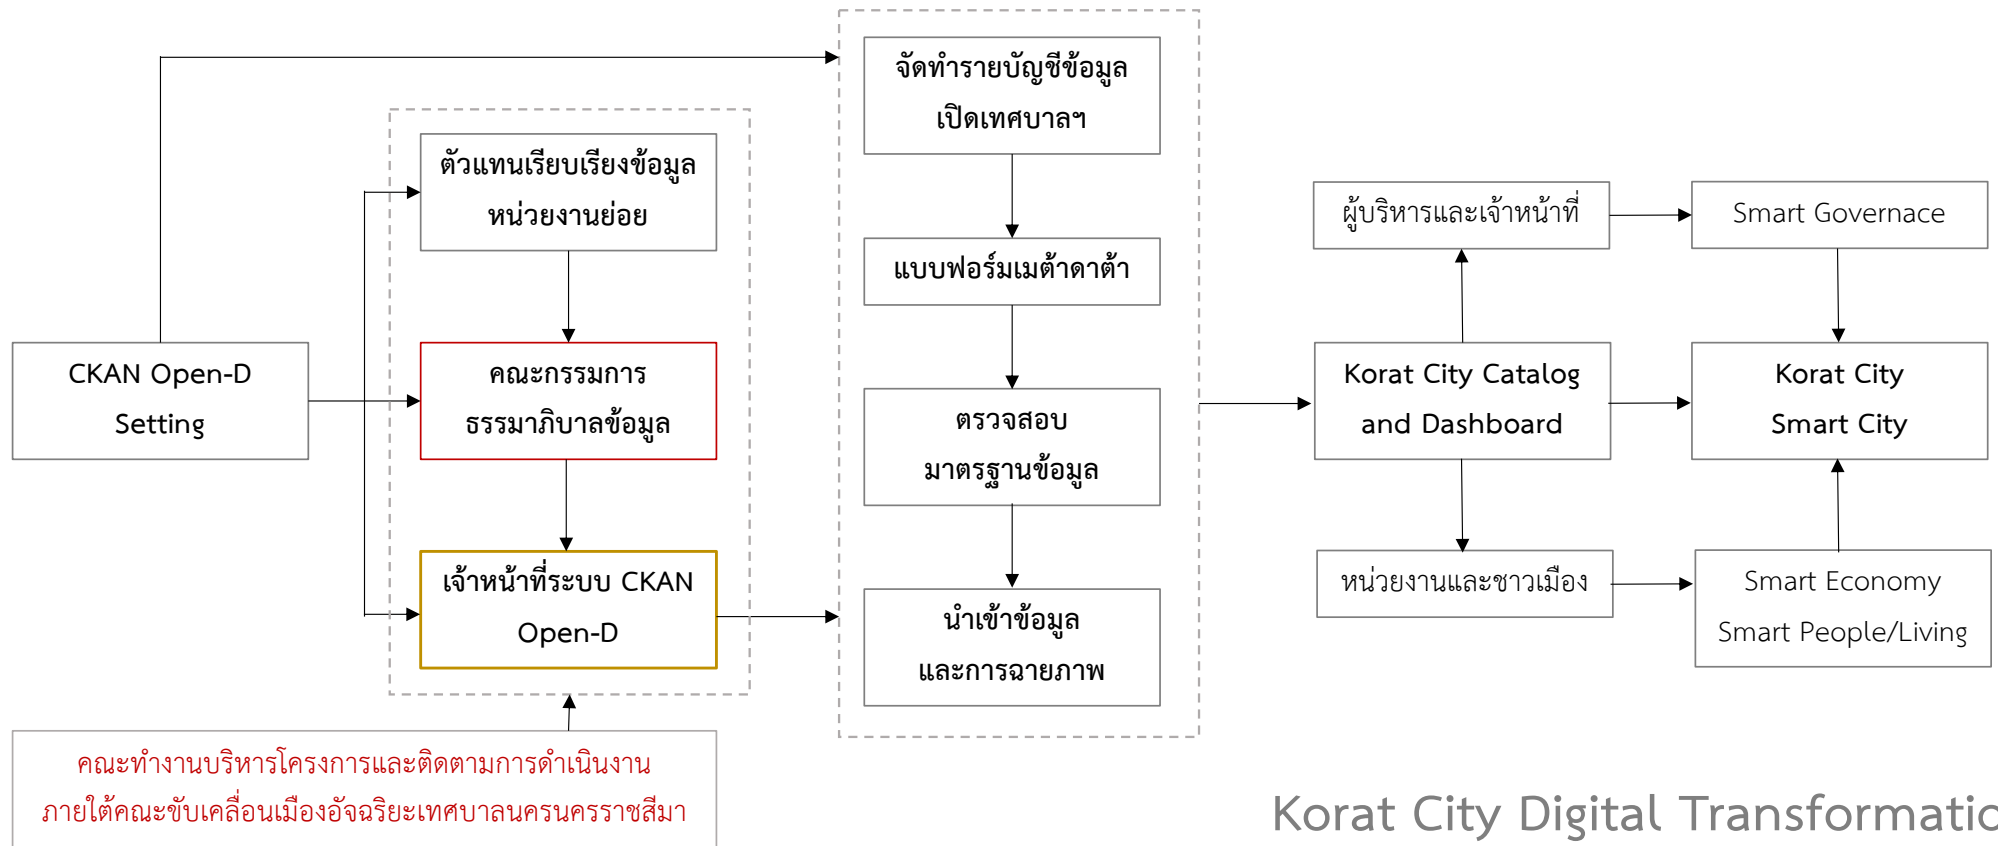 จัดทำรายบัญชีข้อมูล
เปิดเทศบาลฯ
ตัวแทนเรียบเรียงข้อมูล
หน่วยงานย่อย
ผู้บริหารและเจ้าหน้าที่
Smart Governace
แบบฟอร์มเมต้าดาต้า
CKAN Open-D
Setting
คณะกรรมการ
ธรรมาภิบาลข้อมูล
ตรวจสอบ
มาตรฐานข้อมูล
Korat City Catalog
and Dashboard
Korat City
Smart City
เจ้าหน้าที่ระบบ CKAN
Open-D
นำเข้าข้อมูล
และการฉายภาพ
หน่วยงานและชาวเมือง
Smart Economy
Smart People/Living
คณะทำงานบริหารโครงการและติดตามการดำเนินงาน
ภายใต้คณะขับเคลื่อนเมืองอัจฉริยะเทศบาลนครนครราชสีมา
Korat City Digital Transformatio